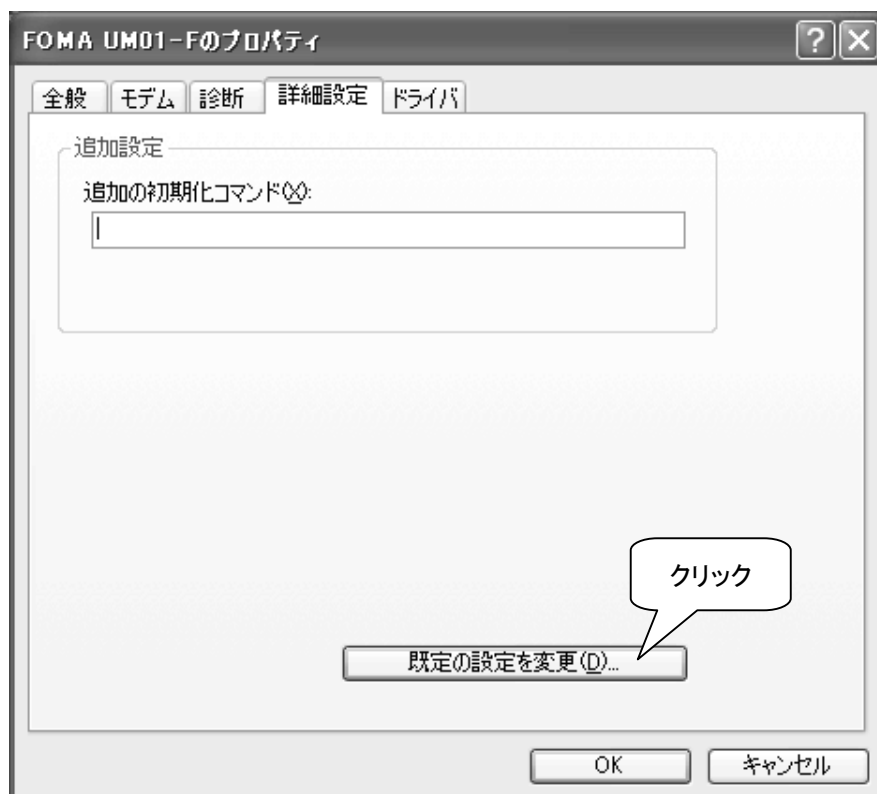 FOMA UM01-Fのプロパティ
全般 モデム 診断 詳細設定 ドライバ
追加設定
追加の初期化コマンド(X):
クリック
既定の設定を変更(D)...
OK キャンセル